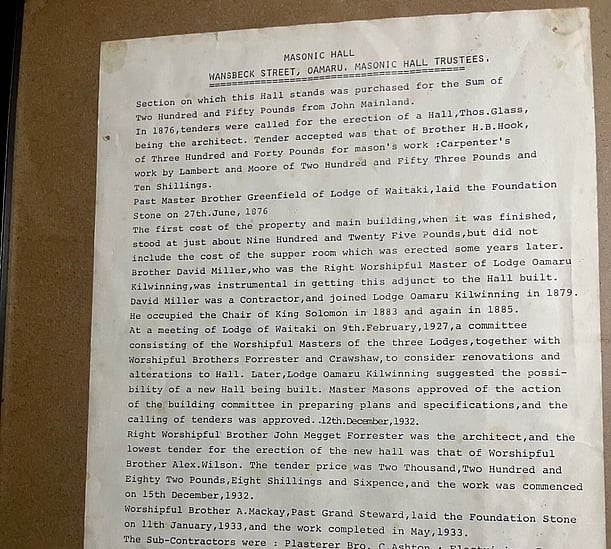 MASONIC HALL
WANSBECK STREET, OAMARU. MASONIC HALL TRUSTEES.
Section on which this Hall stands was purchased for the Sum of
Two Hundred and Fifty Pounds from John Mainland.
In 1876,tenders were called for the erection of a Hall,Thos.Glass,
being the architect. Tender accepted was that of Brother H.B.Hook,
of Three Hundred and Forty Pounds for mason's work :Carpenter's
work by Lambert and Moore of Two Hundred and Fifty Three Pounds and
Ten Shillings.
Past Master Brother Greenfield of Lodge of Waitaki,laid the Foundation
Stone on 27th.June, 1876
The first cost of the property and main building,when it was finished,
stood at just about Nine Hundred and Twenty Five Pounds,but did not
include the cost of the supper room which was erected some years later.
Brother David Miller,who was the Right Worshipful Master of Lodge Oamaru
Kilwinning,was instrumental in getting this adjunct to the Hall built.
David Miller was a Contractor,and joined Lodge Oamaru Kilwinning in 1879.
He occupied the Chair of King Solomon in 1883 and again in 1885.
At a meeting of Lodge of Waitaki on 9th.February,1927,a committee
consisting of the Worshipful Masters of the three Lodges,together with
Worshipful Brothers Forrester and Crawshaw,to consider renovations and
alterations to Hall. Later,Lodge Oamaru Kilwinning suggested the possi-
bility of a new Hall being built. Master Masons approved of the action
of the building committee in preparing plans and specifications,and the
calling of tenders was approved..12th.December,1932.
Right Worshipful Brother John Megget Forrester was the architect,and the
lowest tender for the erection of the new hall was that of Worshipful
Brother Alex.Wilson. The tender price was Two Thousand,Two Hundred and
Eighty Two Pounds,Eight Shillings and Sixpence,and the work was commenced
on 15th December,1932.
Worshipful Brother A.Mackay,Past Grand Steward,laid the Foundation Stone
on 11th January,1933,and the work completed in May,1933.
The Sub-Contractors were : Plasterer Bro. C.Ashton :